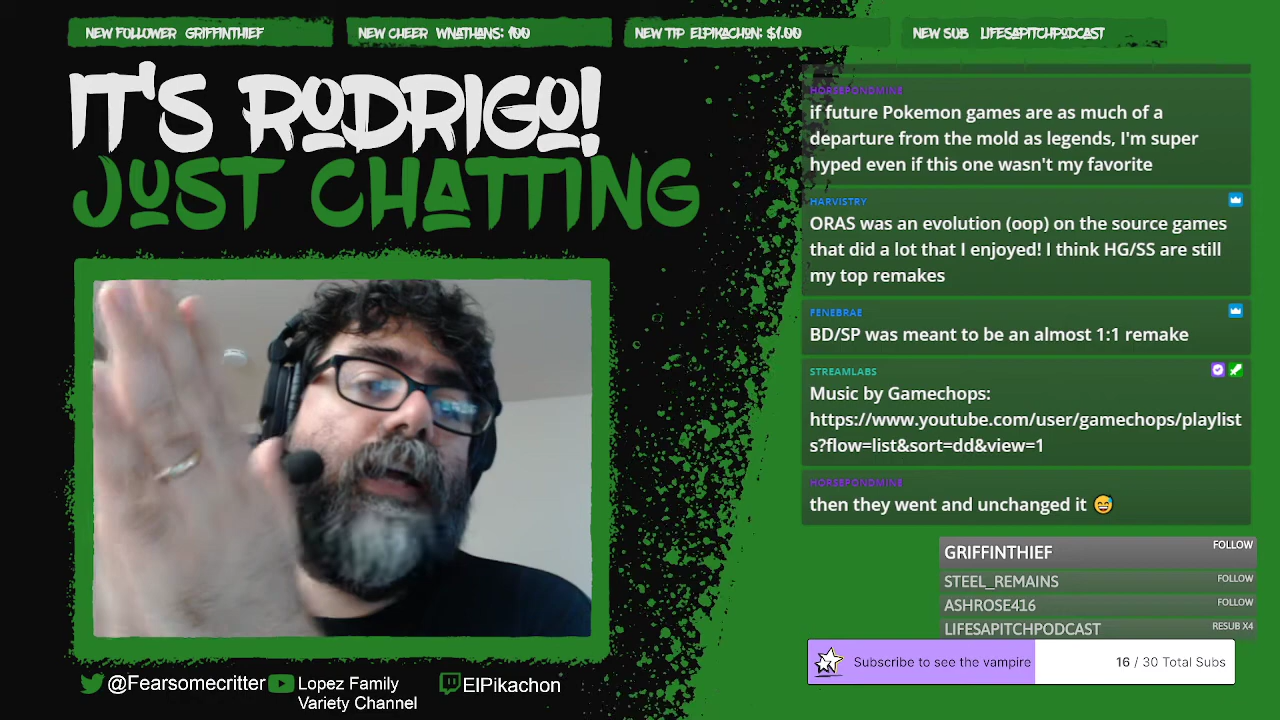 NEW FOLLOWER GRIFFINTHIEF
NEW CHEER WNATHANS: 100
NEW TIP ELPIKACHON: $1.00
NEW SUB LIFESAPITCHPODCAST
IT'S RODRIGO!
JUST CHATTING
HORSEPONDMINE
if future Pokemon games are as much of a
departure from the mold as legends, I'm super
hyped even if this one wasn't my favorite
HARVISTRY
ORAS was an evolution (oop) on the source games
that did a lot that I enjoyed! I think HG/SS are still
my top remakes
FENEBRAE
BD/SP was meant to be an almost 1:1 remake
STREAMLABS
Music by Gamechops:
https://www.youtube.com/user/gamechops/playlist
s?flow=list&sort=dd&view=1
HORSEPONDMINE
then they went and unchanged it 😅
GRIFFINTHIEF FOLLOW
STEEL_REMAINS FOLLOW
ASHROSE416 FOLLOW
LIFESAPITCHPODCAST RESUB X4
Subscribe to see the vampire 16 / 30 Total Subs
@Fearsomecritter
Lopez Family
Variety Channel
ElPikachon